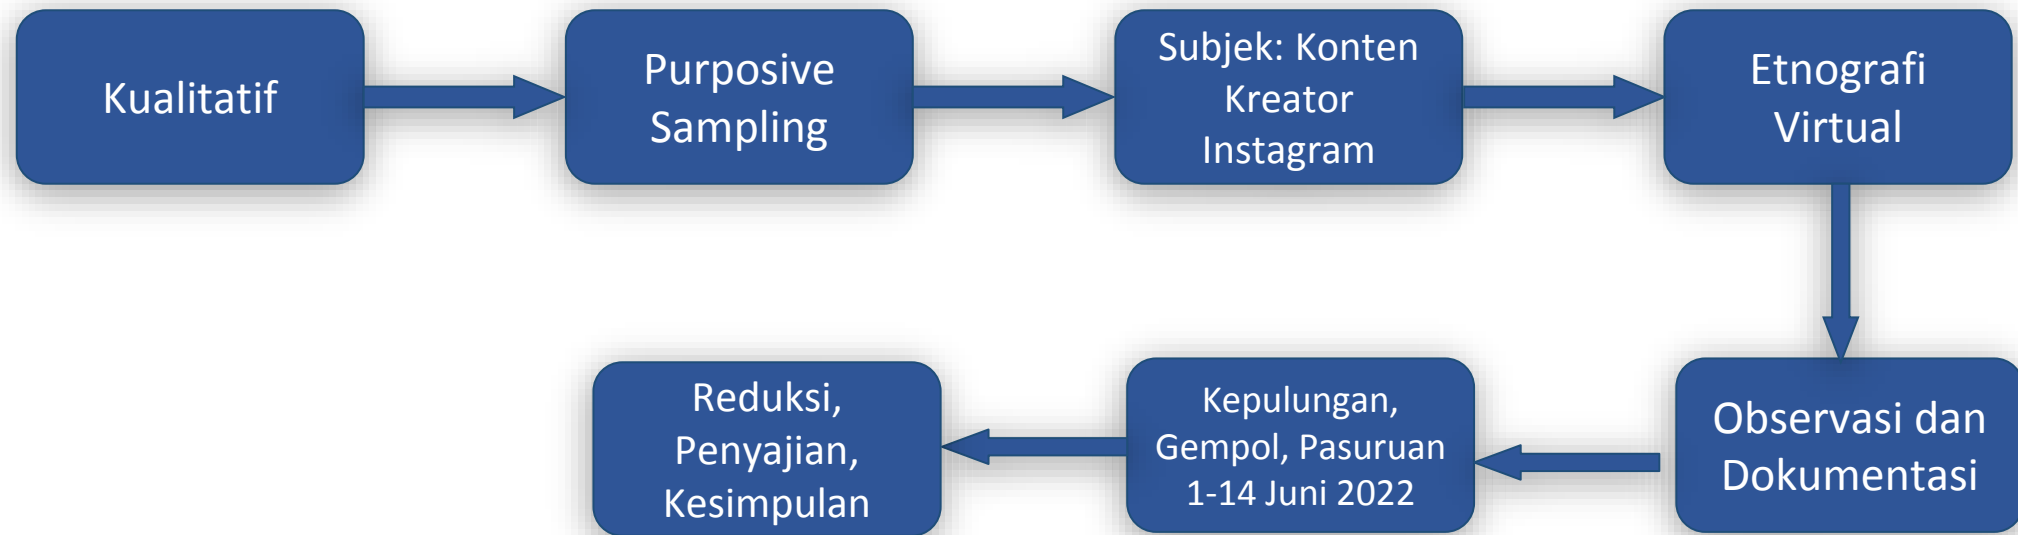 Kualitatif
Purposive
Sampling
Subjek: Konten
Kreator
Instagram
Etnografi
Virtual
Observasi dan
Dokumentasi
Kepulungan,
Gempol, Pasuruan
1-14 Juni 2022
Reduksi,
Penyajian,
Kesimpulan